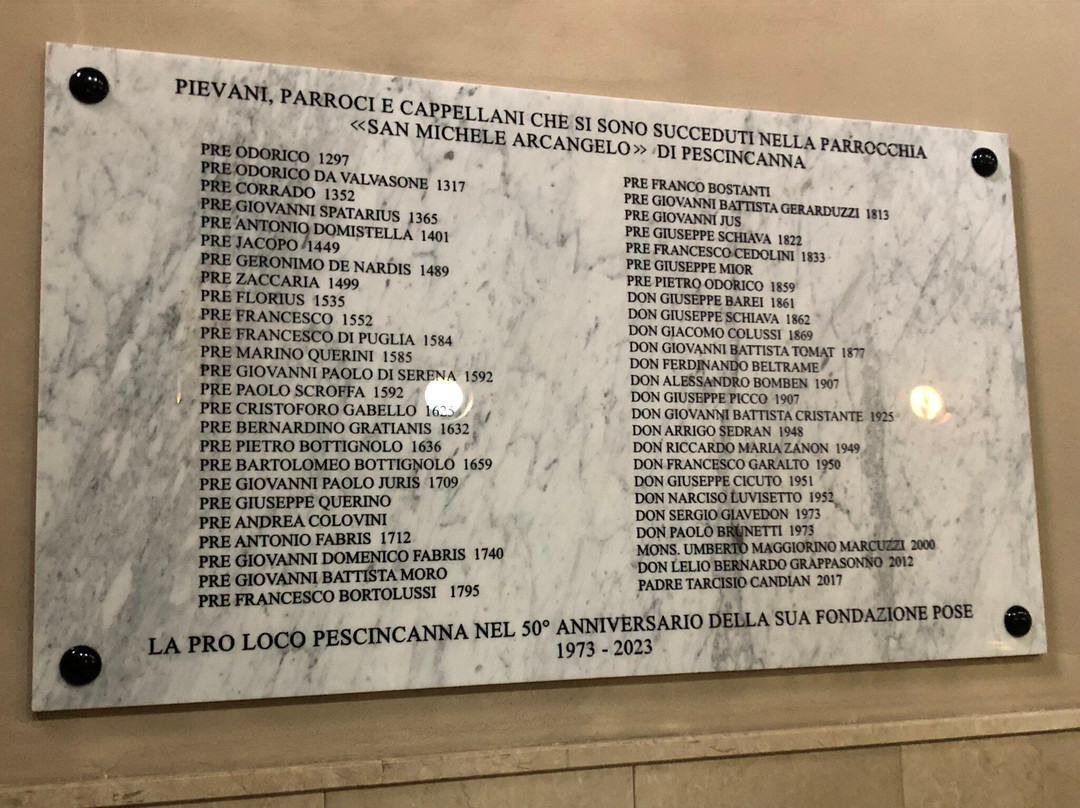 PIEVANI, PARROCI E CAPPELLANI CHE SI SONO SUCCEDUTI NELLA PARROCCHIA
«SAN MICHELE ARCANGELO» DI PESCINCANNA
PRE ODORICO 1297
PRE ODORICO DA VALVASONE 1317
PRE CORRADO 1352
PRE GIOVANNI SPATARIUS 1365
PRE ANTONIO DOMISTELLA 1401
PRE JACOPO 1449
PRE GERONIMO DE NARDIS 1489
PRE ZACCARIA 1499
PRE FLORIUS 1535
PRE FRANCESCO 1552
PRE FRANCESCO DI PUGLIA 1584
PRE MARINO QUERINI 1585
PRE GIOVANNI PAOLO DI SERENA 1592
PRE PAOLO SCROFFA 1592
PRE CRISTOFORO GABELLO 1625
PRE BERNARDINO GRATIANIS 1632
PRE PIETRO BOTTIGNOLO 1636
PRE BARTOLOMEO BOTTIGNOLO 1659
PRE GIOVANNI PAOLO JURIS 1709
PRE GIUSEPPE QUERINO
PRE ANDREA COLOVINI
PRE ANTONIO FABRIS 1712
PRE GIOVANNI DOMENICO FABRIS 1740
PRE GIOVANNI BATTISTA MORO
PRE FRANCESCO BORTOLUSSI 1795
PRE FRANCO BOSTANTI
PRE GIOVANNI BATTISTA GERARDUZZI 1813
PRE GIOVANNI JUS
PRE GIUSEPPE SCHIAVA 1822
PRE FRANCESCO CEDOLINI 1833
PRE GIUSEPPE MIOR
PRE PIETRO ODORICO 1859
DON GIUSEPPE BAREI 1861
DON GIUSEPPE SCHIAVA 1862
DON GIACOMO COLUSSI 1869
DON GIOVANNI BATTISTA TOMAT 1877
DON FERDINANDO BELTRAME
DON ALESSANDRO BOMBEN 1907
DON GIUSEPPE PICCO 1907
DON GIOVANNI BATTISTA CRISTANTE 1925
DON ARRIGO SEDRAN 1948
DON RICCARDO MARIA ZANON 1949
DON FRANCESCO GARALTO 1950
DON GIUSEPPE CICUTO 1951
DON NARCISO LUVISETTO 1952
DON SERGIO GIAVEDON 1973
DON PAOLO BRUNETTI 1973
MONS. UMBERTO MAGGIORINO MARCUZZI 2000
DON LELIO BERNARDO GRAPPASONNO 2012
PADRE TARCISIO CANDIAN 2017
LA PRO LOCO PESCINCANNA NEL 50° ANNIVERSARIO DELLA SUA FONDAZIONE POSE
1973 - 2023